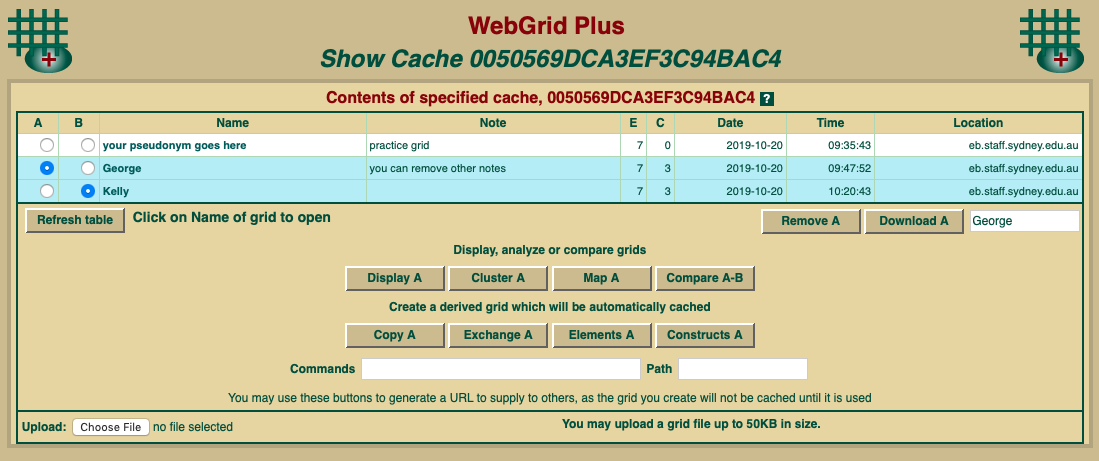 WebGrid Plus
Show Cache 0050569DCA3EF3C94BAC4
Contents of specified cache, 0050569DCA3EF3C94BAC4 ?
A B Name Note E C Date Time Location
your pseudonym goes here practice grid 7 0 2019-10-20 09:35:43 eb.staff.sydney.edu.au
George you can remove other notes 7 3 2019-10-20 09:47:52 eb.staff.sydney.edu.au
Kelly 7 3 2019-10-20 10:20:43 eb.staff.sydney.edu.au
Refresh table Click on Name of grid to open Remove A Download A George
Display, analyze or compare grids
Display A Cluster A Map A Compare A-B
Create a derived grid which will be automatically cached
Copy A Exchange A Elements A Constructs A
Commands Path
You may use these buttons to generate a URL to supply to others, as the grid you create will not be cached until it is used
Upload: Choose File no file selected You may upload a grid file up to 50KB in size.